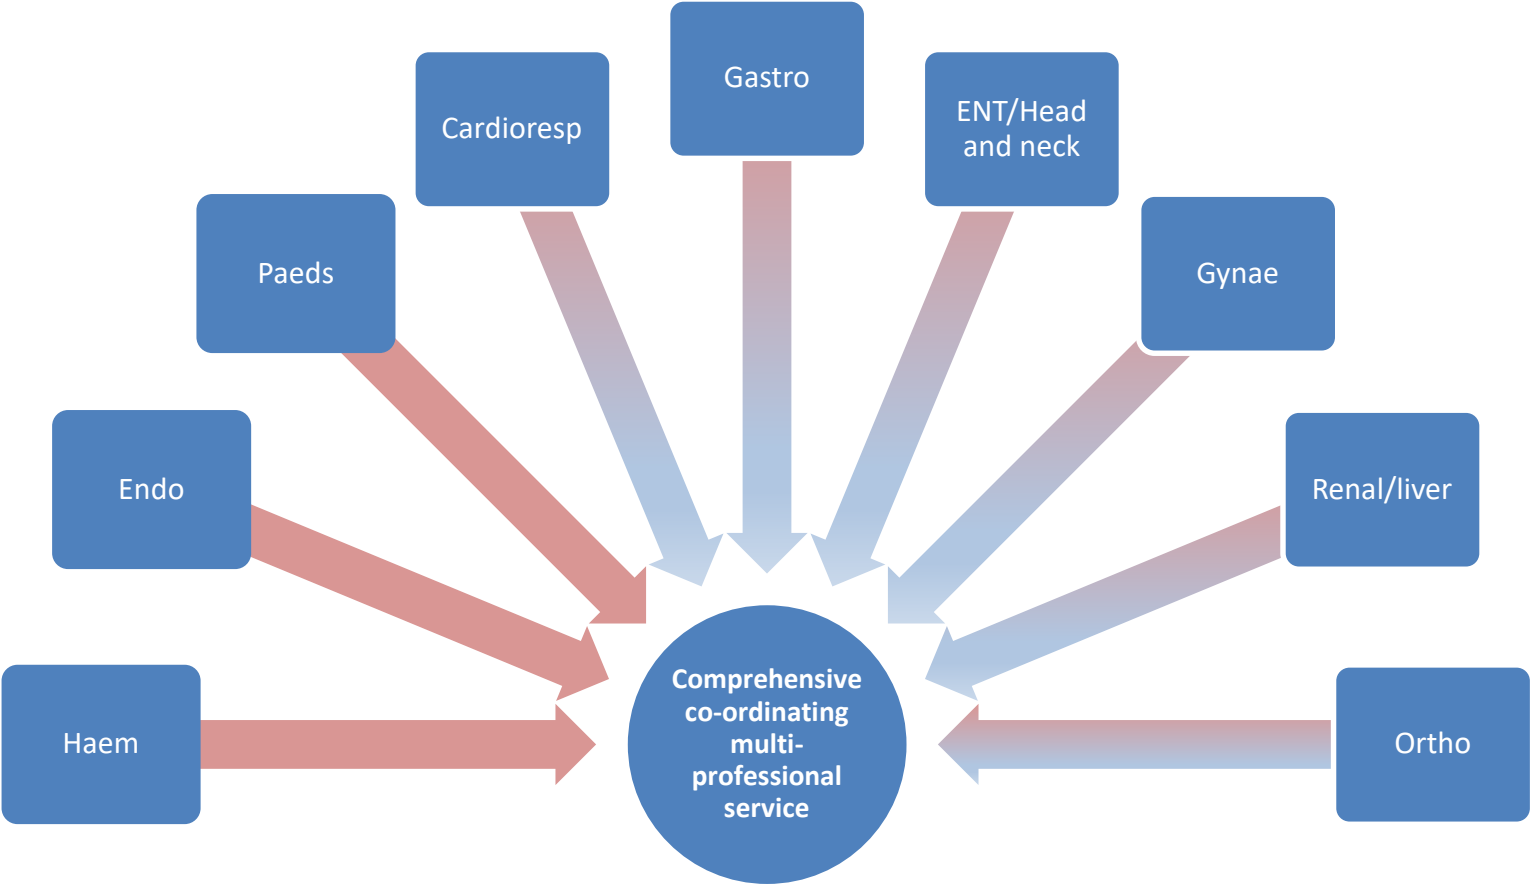 Gastro
Cardioresp
ENT/Head
and neck
Paeds
Gynae
Endo
Renal/liver
Haem
Comprehensive
co-ordinating
multi-
professional
service
Ortho